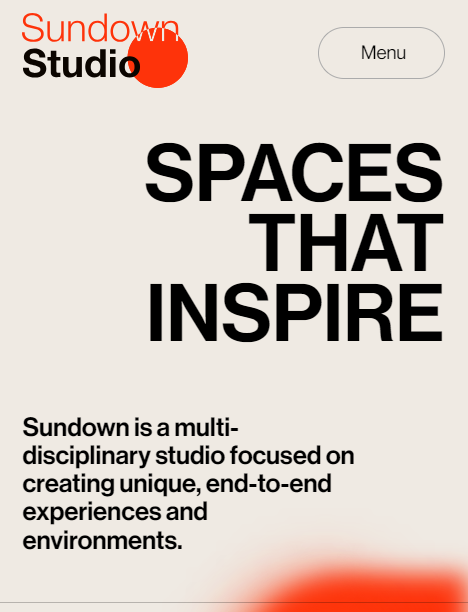 Sundown
Studio
Menu
SPACES
THAT
INSPIRE
Sundown is a multi-
disciplinary studio focused on
creating unique, end-to-end
experiences and
environments.